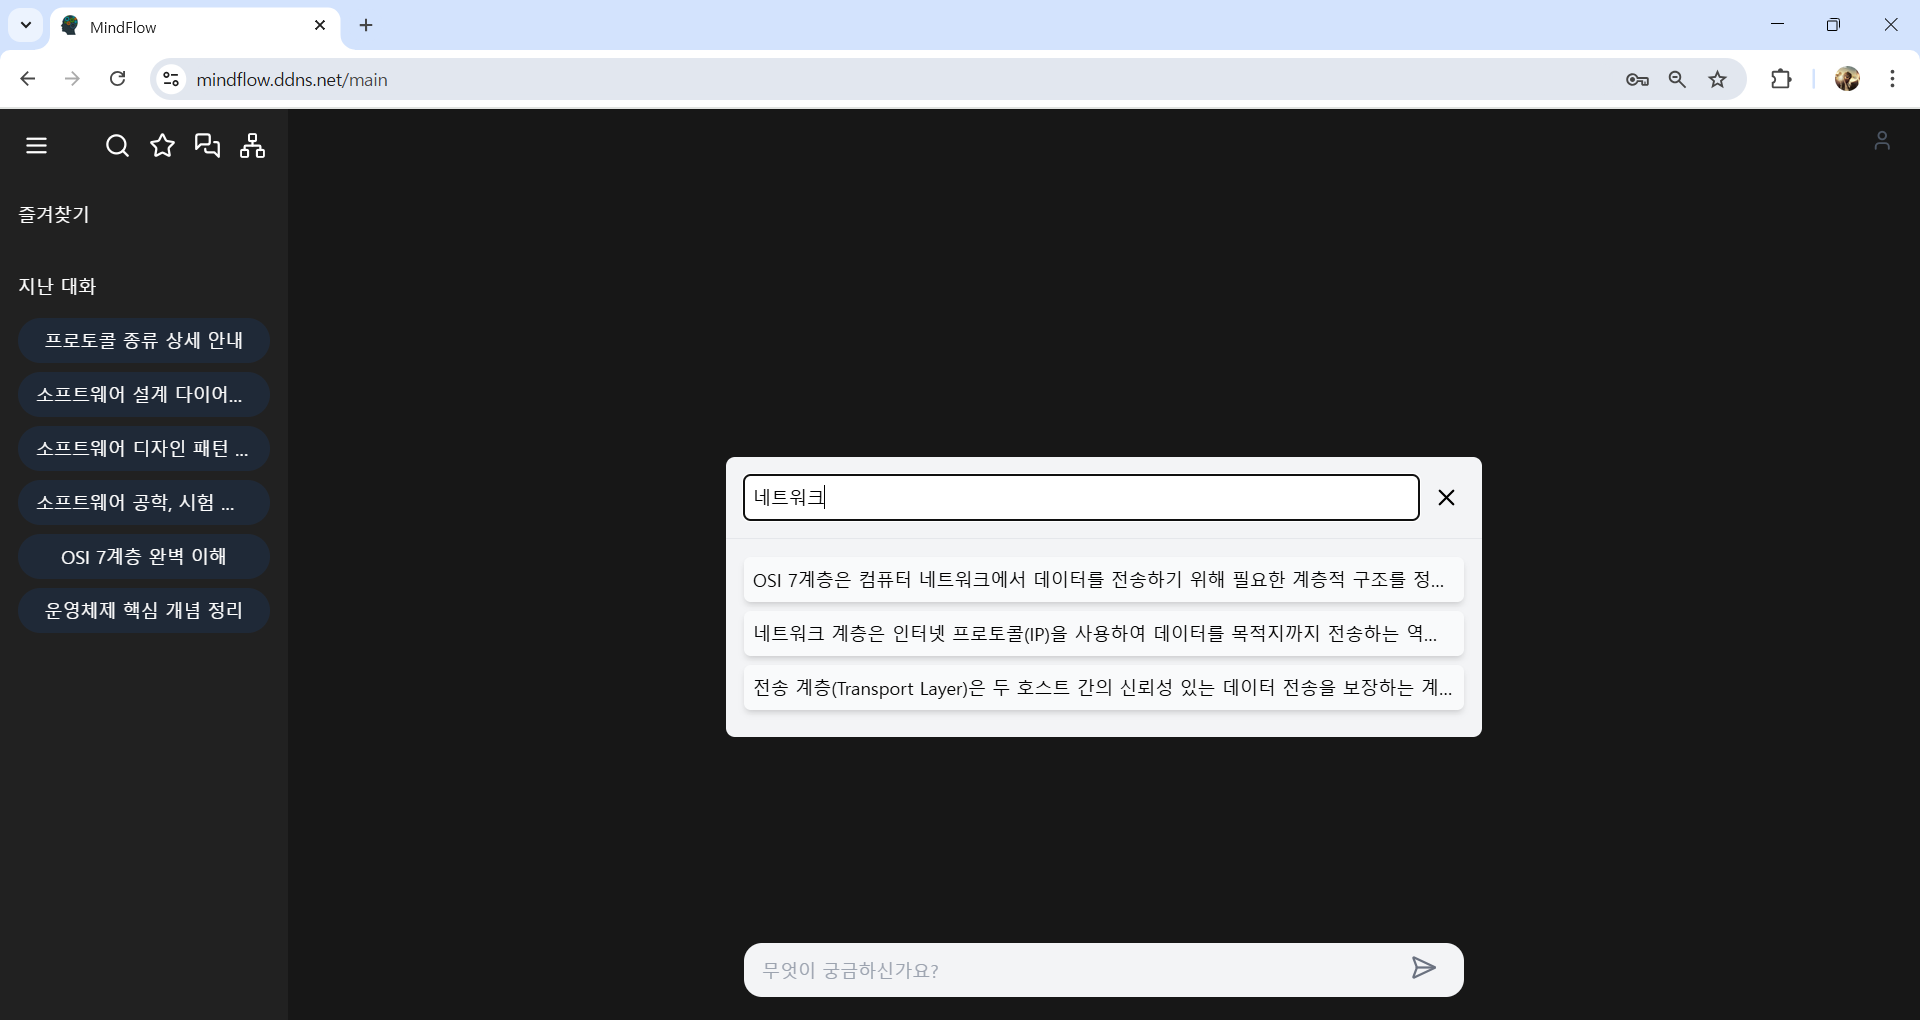 MindFlow
mindflow.ddns.net/main
즐겨찾기
지난 대화
프로토콜 종류 상세 안내
소프트웨어 설계 다이어...
소프트웨어 디자인 패턴 ...
소프트웨어 공학, 시험 ...
OSI 7계층 완벽 이해
운영체제 핵심 개념 정리
네트워크
OSI 7계층은 컴퓨터 네트워크에서 데이터를 전송하기 위해 필요한 계층적 구조를 정...
네트워크 계층은 인터넷 프로토콜(IP)을 사용하여 데이터를 목적지까지 전송하는 역...
전송 계층(Transport Layer)은 두 호스트 간의 신뢰성 있는 데이터 전송을 보장하는 계...
무엇이 궁금하신가요?